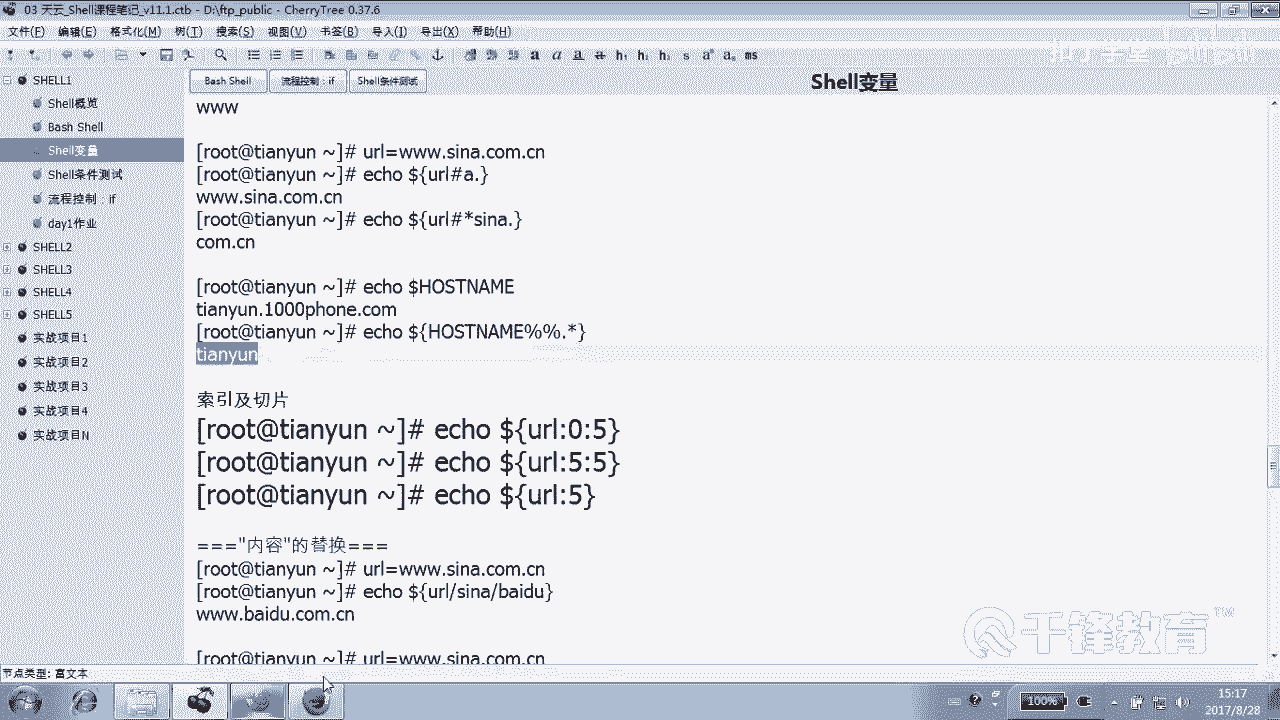 03 天云_Shell课程笔记_v11.1.ctb - D:\ftp_public - CherryTree 0.37.6
文件(F) 编辑(E) 格式化(M) 树(T) 搜索(S) 视图(V) 书签(B) 导入(I) 导出(X) 帮助(H)
SHELL1
Shell概览
Bash Shell
Shell变量
Shell条件测试
流程控制：if
day1作业
SHELL2
SHELL3
SHELL4
SHELL5
实战项目1
实战项目2
实战项目3
实战项目4
实战项目N
Bash Shell 流程控制：if Shell条件测试
Shell变量
www
[root@tianyun ~]# url=www.sina.com.cn
[root@tianyun ~]# echo ${url#a.}
www.sina.com.cn
[root@tianyun ~]# echo ${url#*sina.}
com.cn
[root@tianyun ~]# echo $HOSTNAME
tianyun.1000phone.com
[root@tianyun ~]# echo ${HOSTNAME%%.*}
tianyun
索引及切片
[root@tianyun ~]# echo ${url:0:5}
[root@tianyun ~]# echo ${url:5:5}
[root@tianyun ~]# echo ${url:5}
==="内容"的替换===
[root@tianyun ~]# url=www.sina.com.cn
[root@tianyun ~]# echo ${url/sina/baidu}
www.baidu.com.cn
[root@tianyun ~]# url=www.sina.com.cn
千锋教育 TM
节点类型: 富文本
100%
15:17
2017/8/28